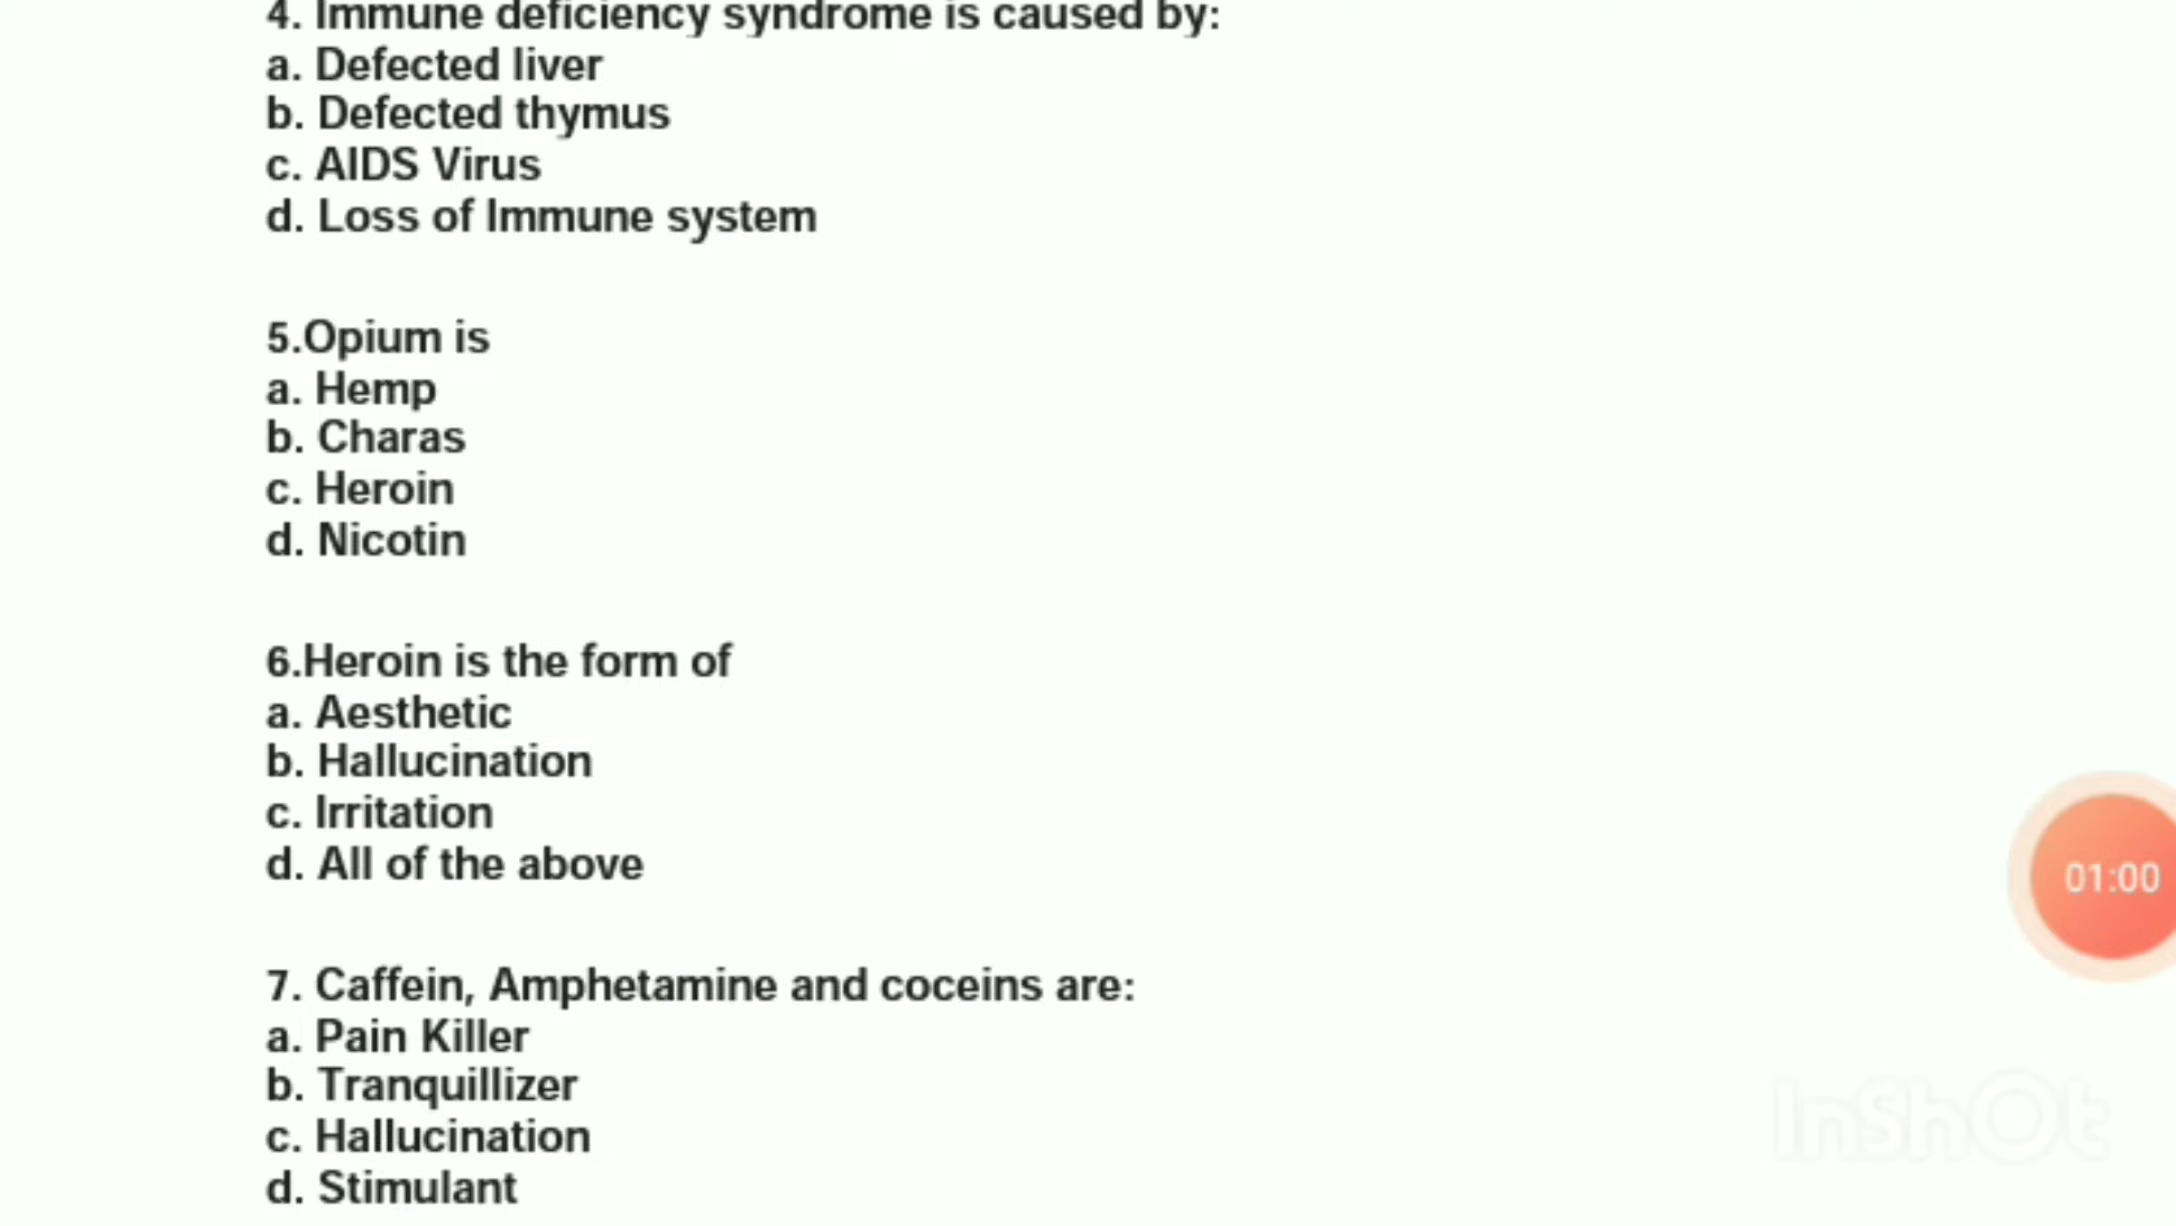 4. Immune deficiency syndrome is caused by:
a. Defected liver
b. Defected thymus
c. AIDS Virus
d. Loss of Immune system
5.Opium is
a. Hemp
b. Charas
c. Heroin
d. Nicotin
6.Heroin is the form of
a. Aesthetic
b. Hallucination
c. Irritation
d. All of the above
01:00
7. Caffein, Amphetamine and coceins are:
a. Pain Killer
b. Tranquillizer
c. Hallucination
d. Stimulant
InShOt